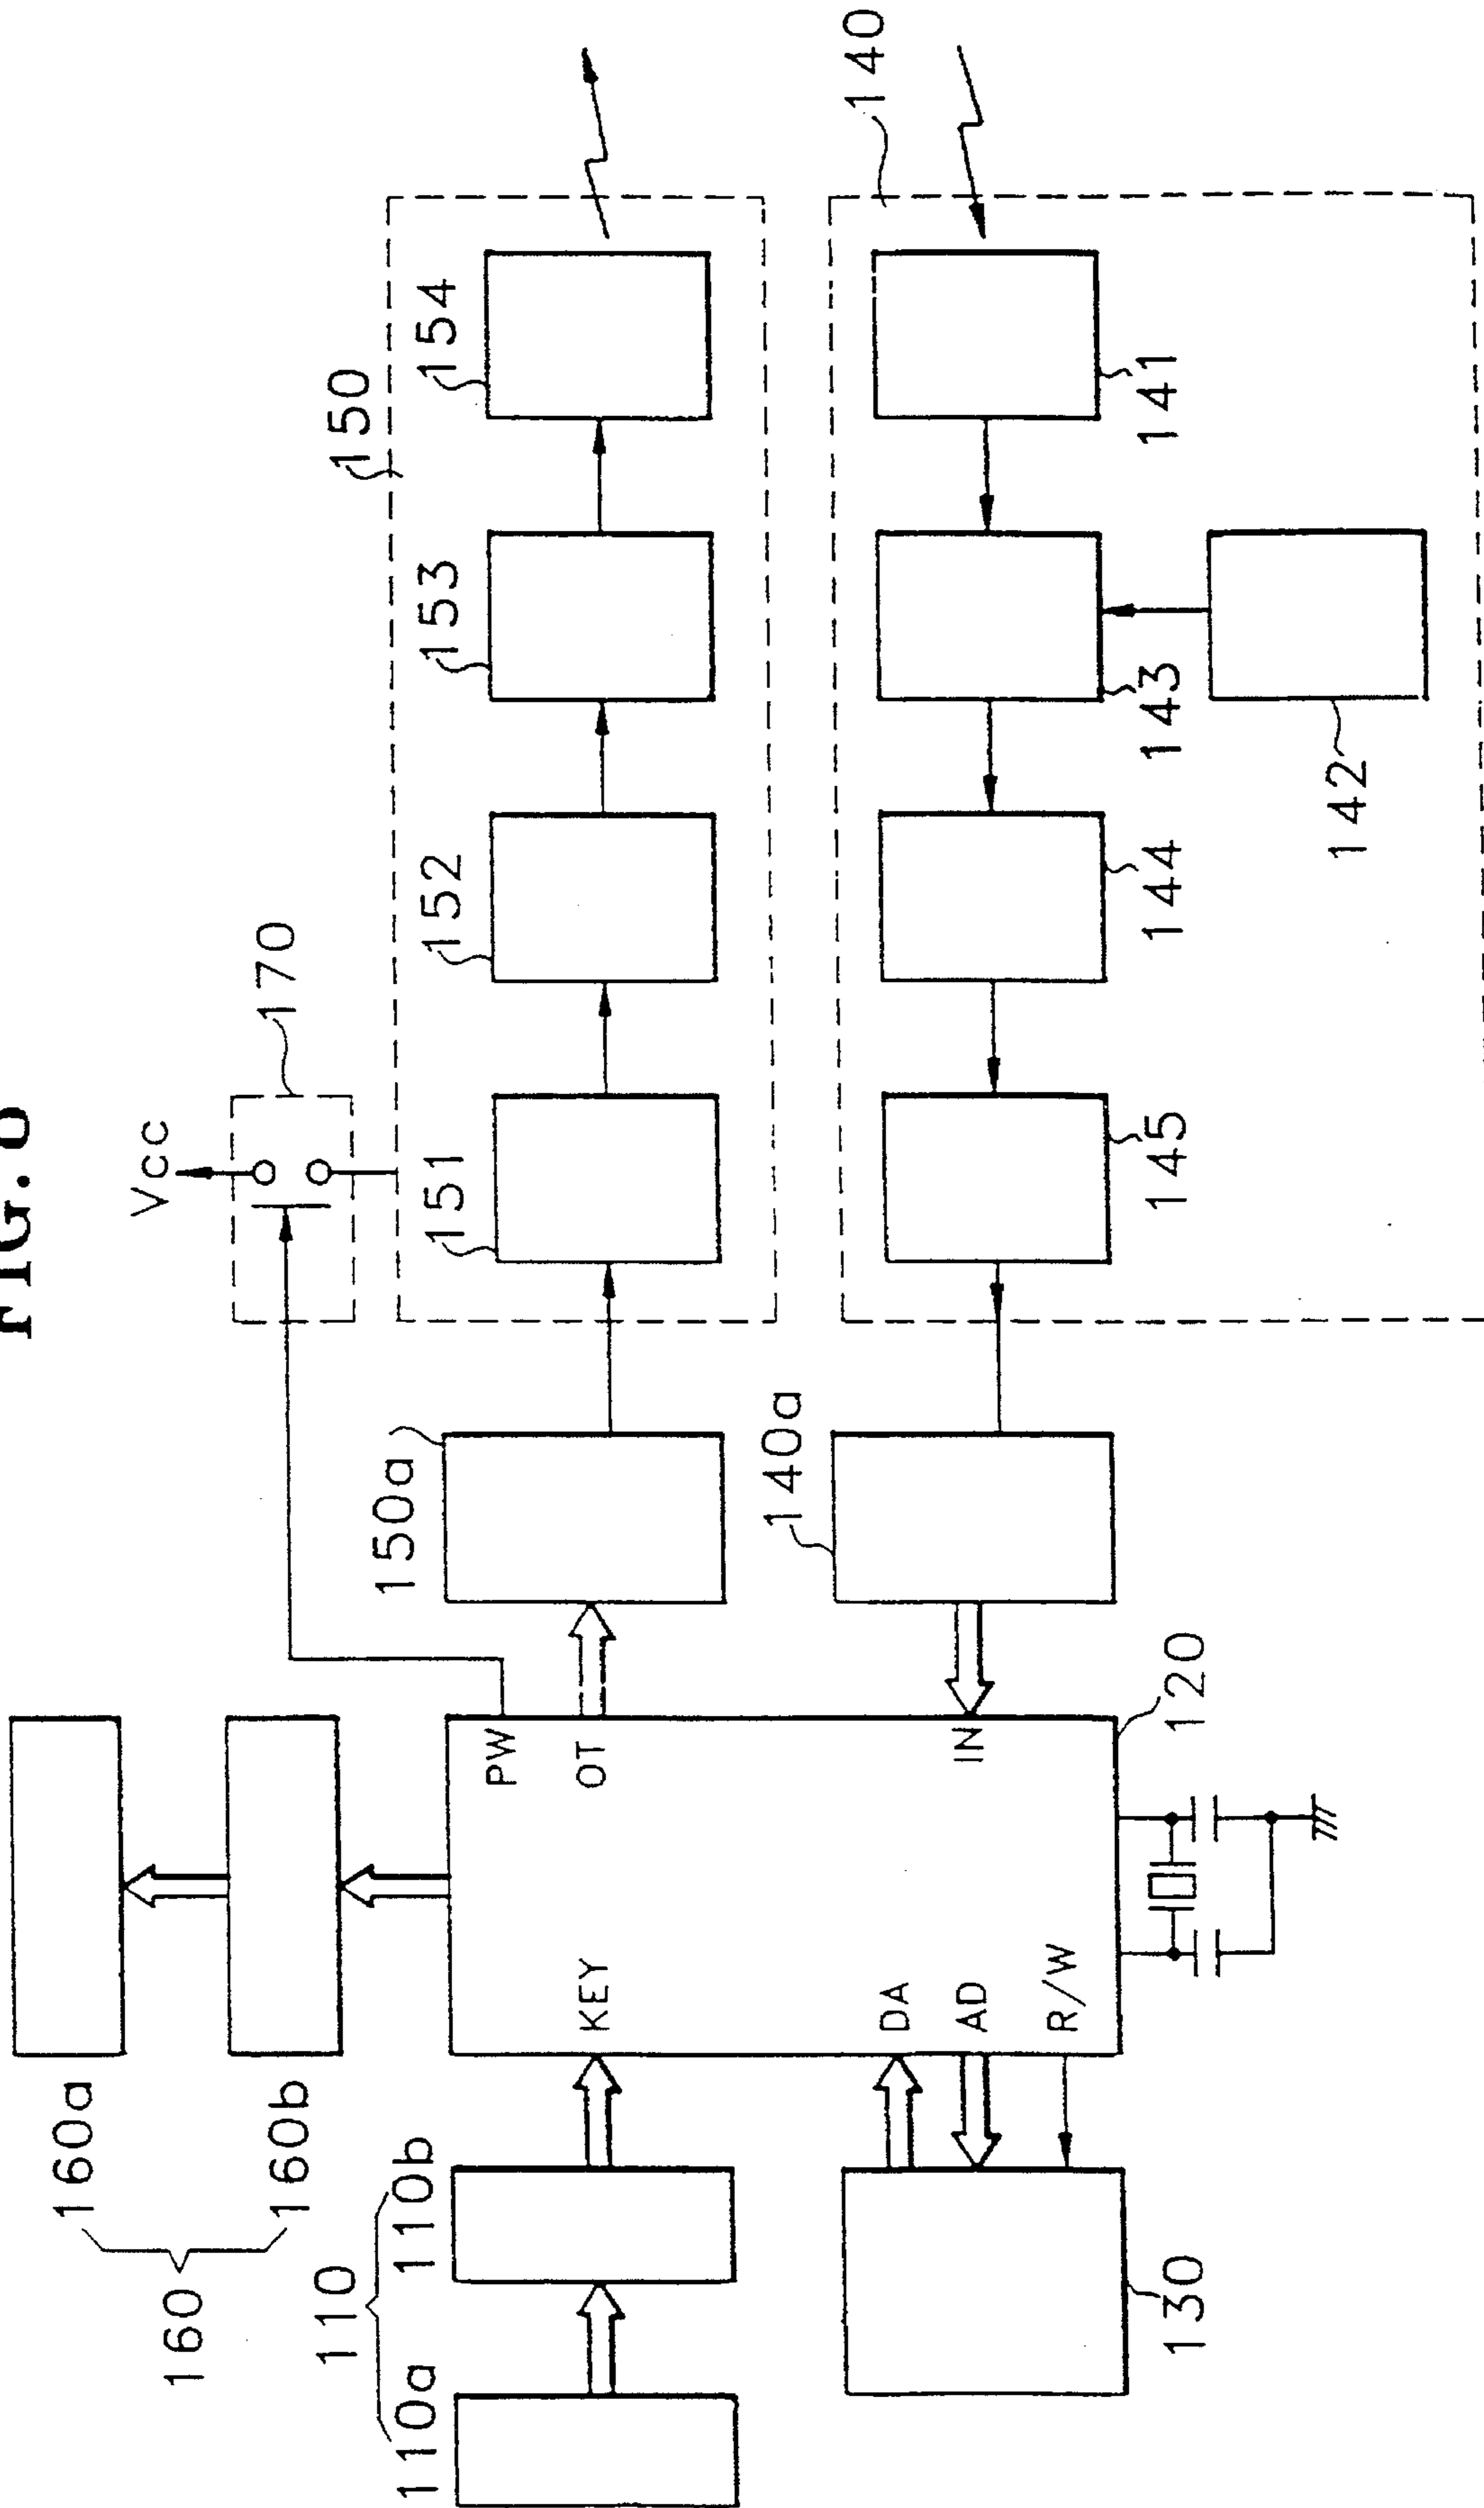 FIG. 8
160a
160b
160
110
110a
110b
KEY
DA
AD
R/W
PW
OT
IN
120
130
Vcc
170
150
150a
151
152
153
154
140a
140
145
144
143
141
142